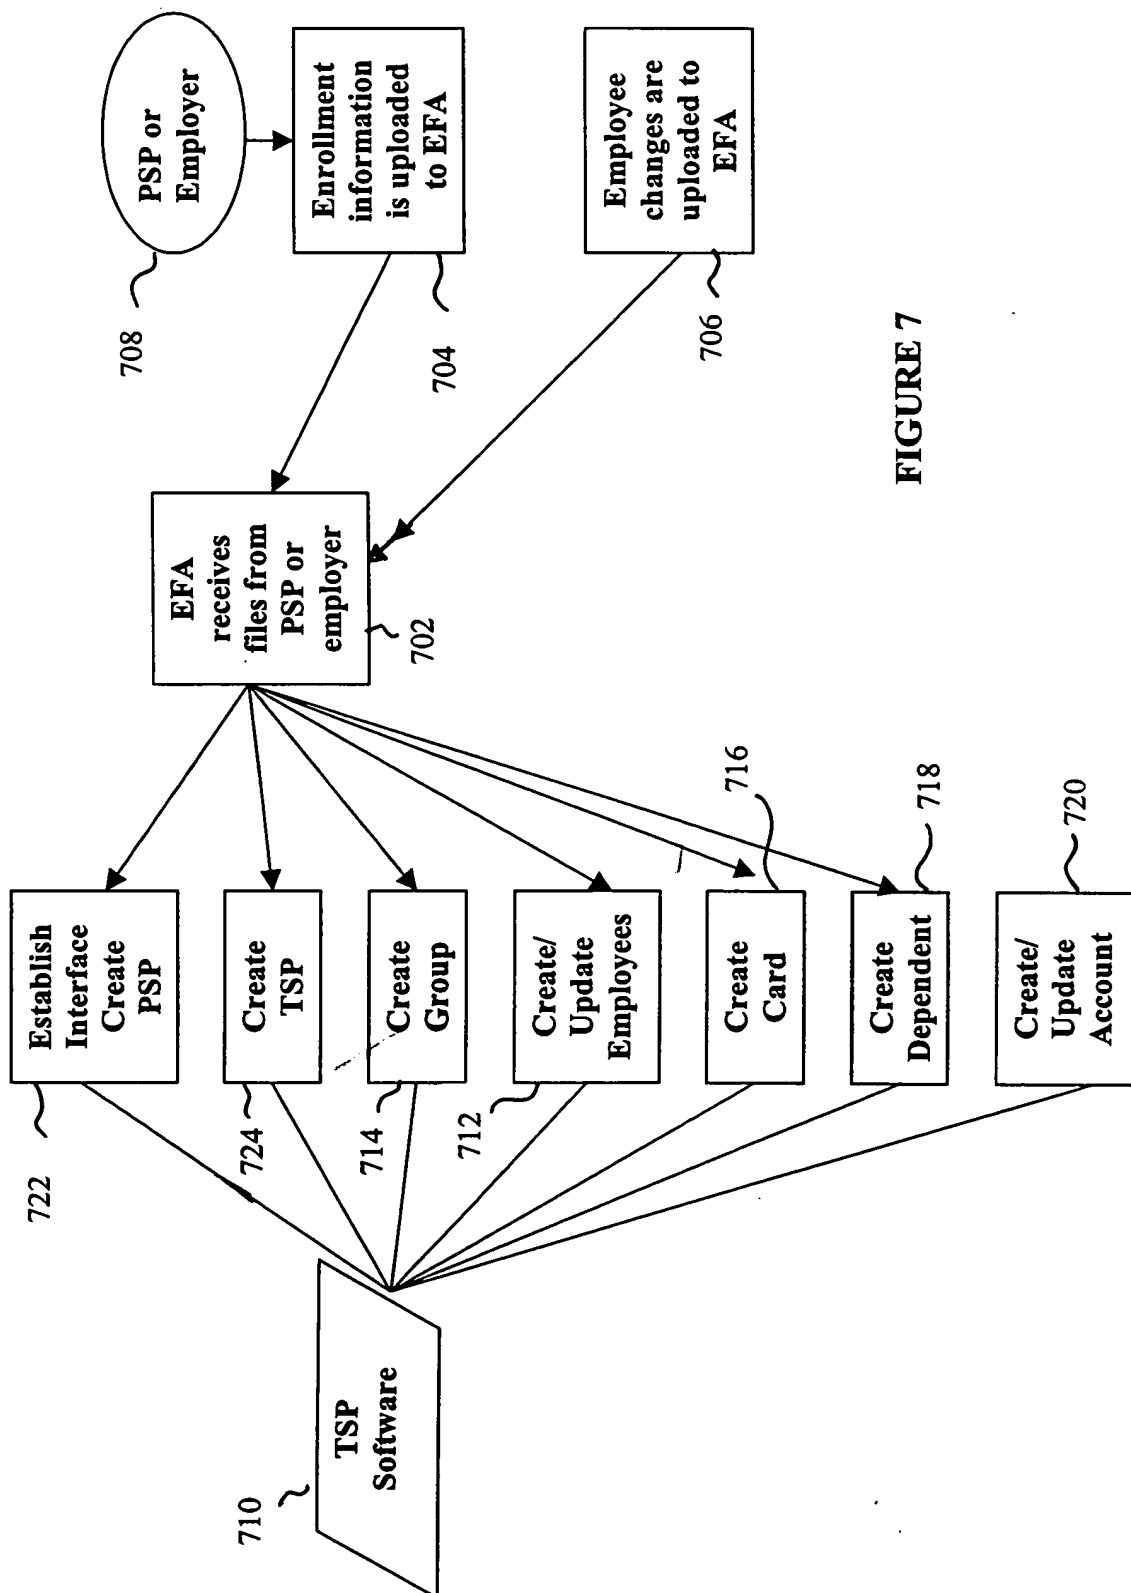 PSP or
Employer
708
Enrollment
information
is uploaded
to EFA
704
Employee
changes are
uploaded to
EFA
706
EFA
receives
files from
PSP or
employer
702
Establish
Interface
Create
PSP
722
Create
TSP
724
Create
Group
714
Create/
Update
Employees
712
Create
Card
716
Create
Dependent
718
Create/
Update
Account
720
TSP
Software
710
FIGURE 7